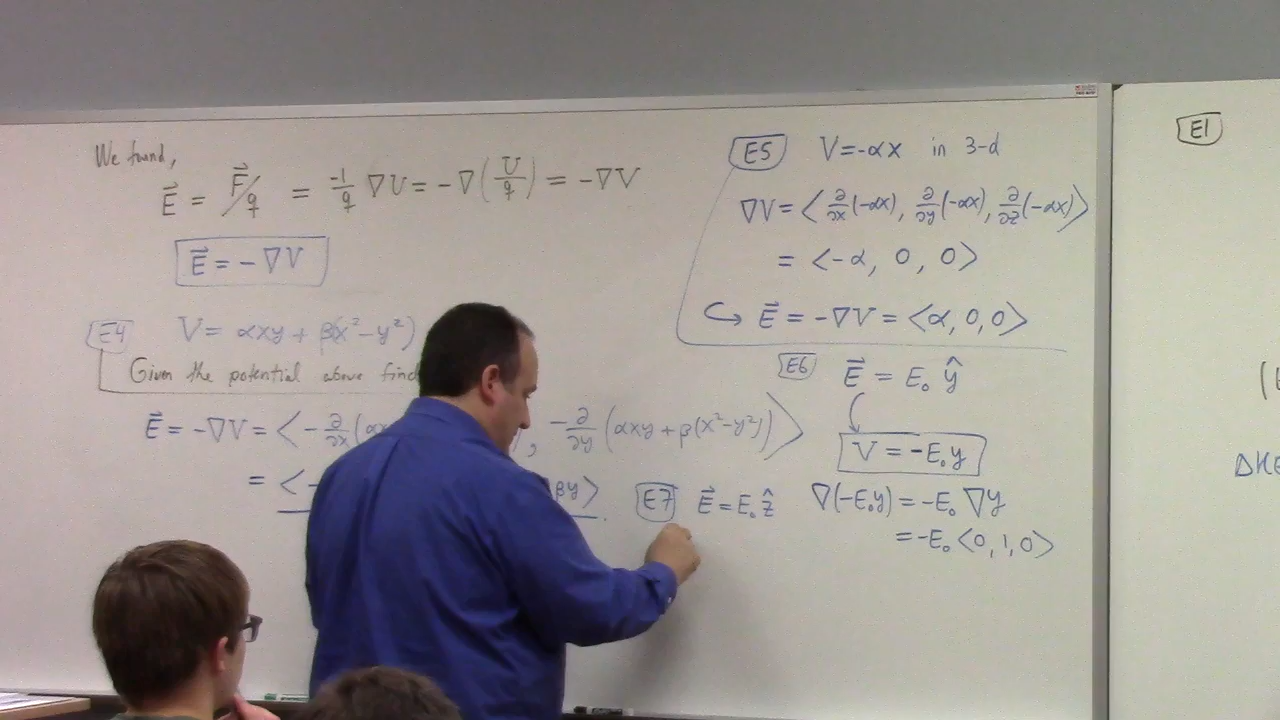 We found,
E⃗ = F⃗/q = -1/q ∇U = -∇(U/q) = -∇V
E⃗ = -∇V
E4 V = αxy + β(x² - y²)
Given the potential above find
E⃗ = -∇V = ⟨-∂/∂x(αx , -∂/∂y(αxy + β(x² - y²))⟩
= ⟨- βy⟩
E5 V = -αx in 3-d
∇V = ⟨∂/∂x(-αx), ∂/∂y(-αx), ∂/∂z(-αx)⟩
= ⟨-α, 0, 0⟩
↪ E⃗ = -∇V = ⟨α, 0, 0⟩
E6 E⃗ = E₀ ŷ
V = -E₀y
∇(-E₀y) = -E₀ ∇y
= -E₀ ⟨0, 1, 0⟩
E7 E⃗ = E₀ ẑ
E1
ΔKE